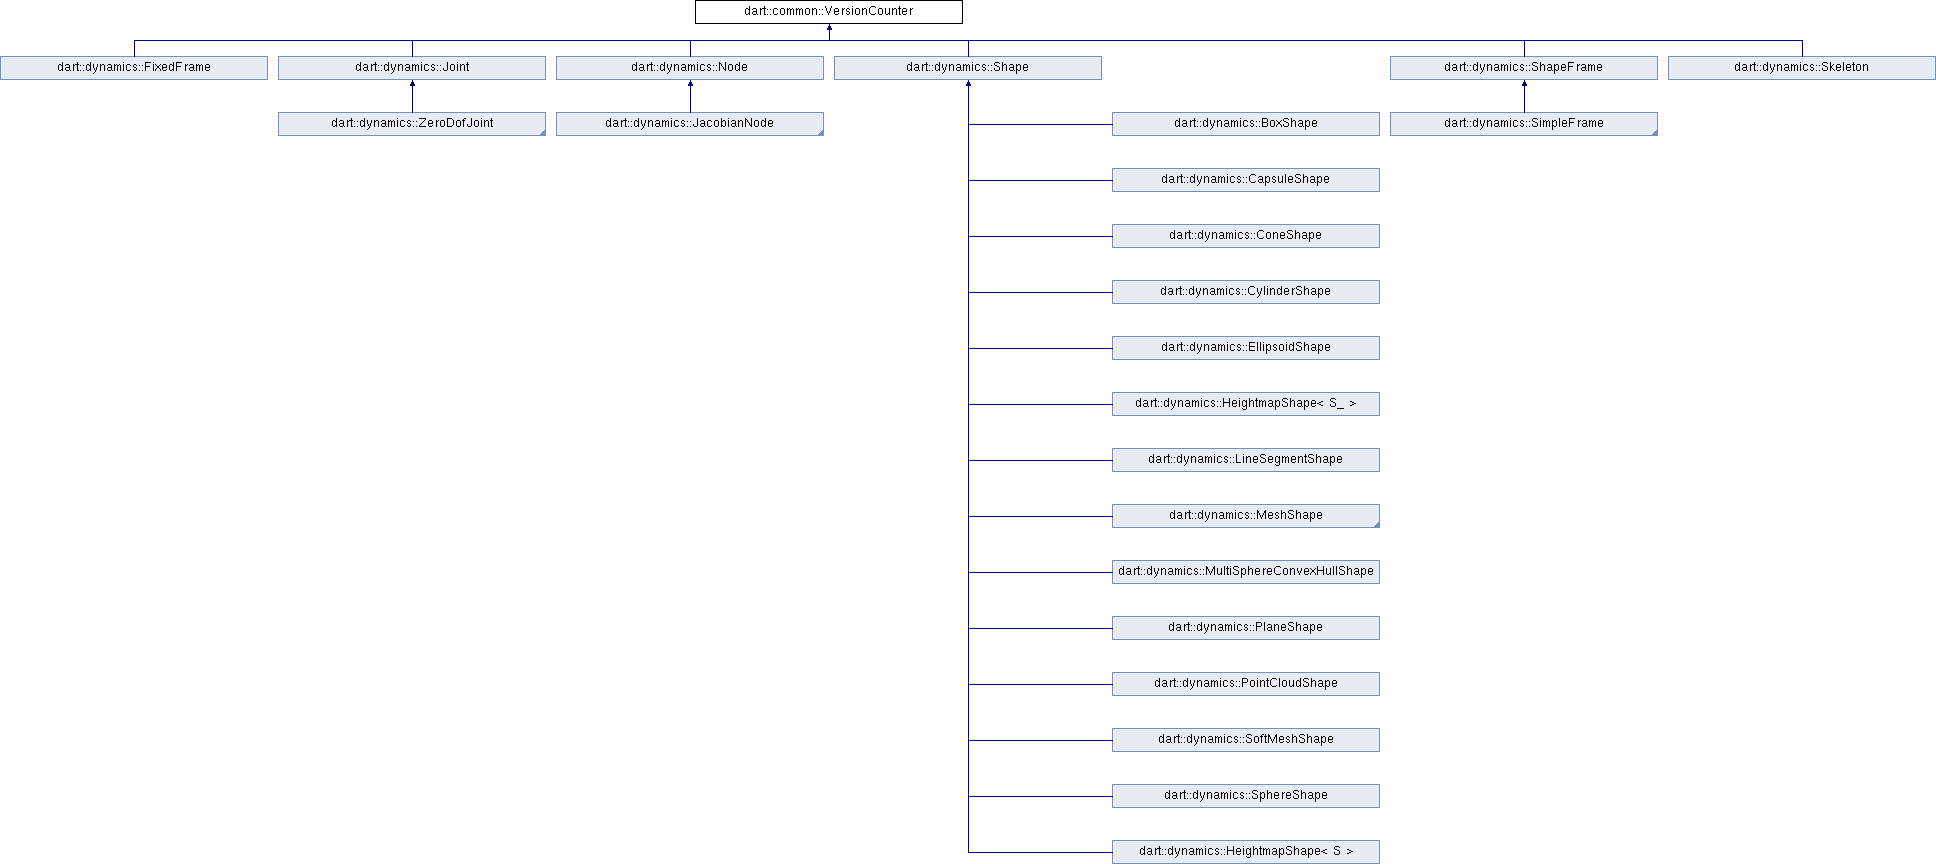 dart::common::VersionCounter
dart::dynamics::FixedFrame
dart::dynamics::Joint
dart::dynamics::Node
dart::dynamics::Shape
dart::dynamics::ShapeFrame
dart::dynamics::Skeleton
dart::dynamics::ZeroDofJoint
dart::dynamics::JacobianNode
dart::dynamics::BoxShape
dart::dynamics::SimpleFrame
dart::dynamics::CapsuleShape
dart::dynamics::ConeShape
dart::dynamics::CylinderShape
dart::dynamics::EllipsoidShape
dart::dynamics::HeightmapShape< S_ >
dart::dynamics::LineSegmentShape
dart::dynamics::MeshShape
dart::dynamics::MultiSphereConvexHullShape
dart::dynamics::PlaneShape
dart::dynamics::PointCloudShape
dart::dynamics::SoftMeshShape
dart::dynamics::SphereShape
dart::dynamics::HeightmapShape< S >